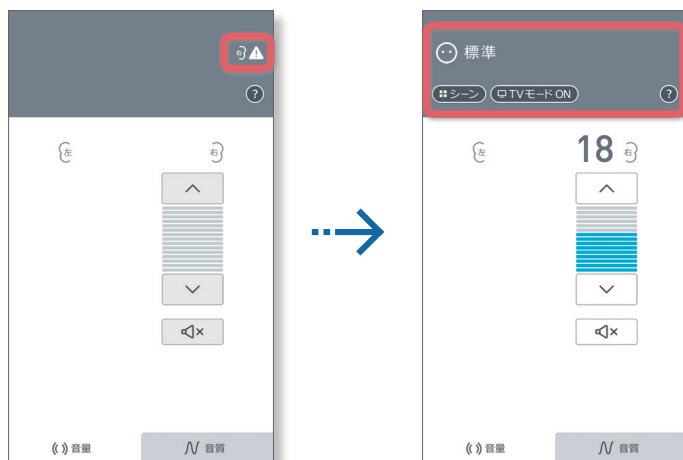 右
?
左 右
音量 音質
標準
シーン TVモードON ?
左 18 右
音量 音質